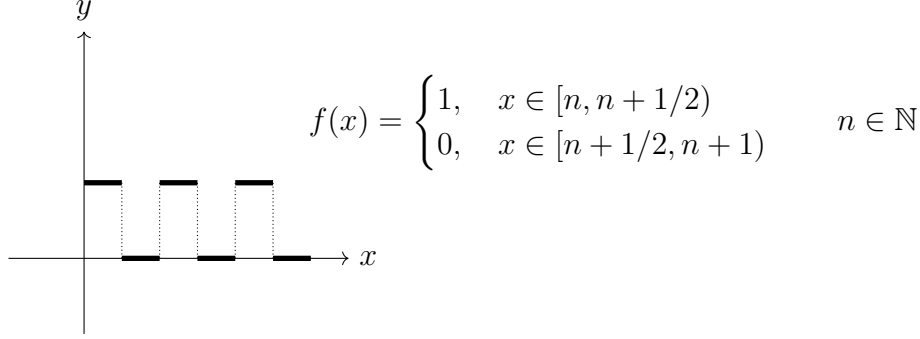 y
f(x) = { 1, x ∈ [n, n + 1/2)
0, x ∈ [n + 1/2, n + 1)
n ∈ ℕ
x